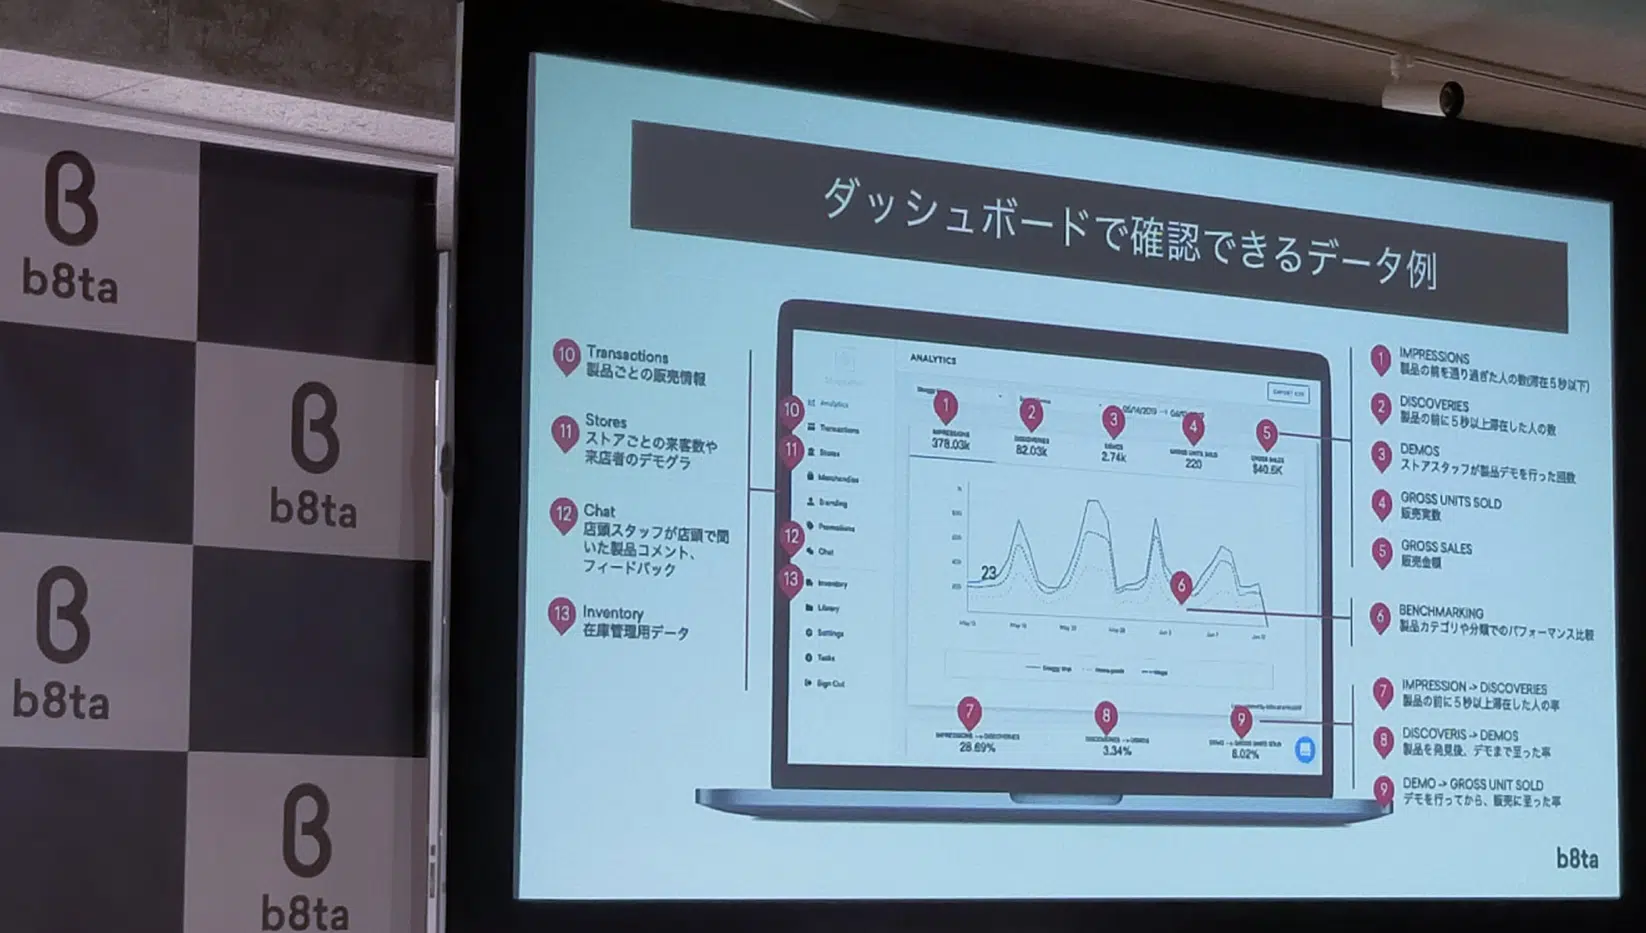 b8ta
b8ta
b8ta
b8ta
ダッシュボードで確認できるデータ例
10 Transactions
製品ごとの販売情報
11 Stores
ストアごとの来客数や
来店者のデモグラ
12 Chat
店頭スタッフが店頭で聞
いた製品コメント、
フィードバック
13 Inventory
在庫管理用データ
ANALYTICS
EXPORT CSV
10 11 12 13
Analytics
Transactions
Stores
Merchandise
Branding
Promotions
Chat
Inventory
Library
Settings
Tasks
Sign Out
1 2 3 4 5
IMPRESSIONS
378.03k
DISCOVERIES
82.03k
DEMOS
2.74k
GROSS UNITS SOLD
220
GROSS SALES
$40.6K
23
6
7 8 9
IMPRESSIONS → DISCOVERIES
28.69%
DISCOVERIES → DEMOS
3.34%
DEMO → GROSS UNITS SOLD
8.02%
1 IMPRESSIONS
製品の前を通り過ぎた人の数(滞在5秒以下)
2 DISCOVERIES
製品の前に5秒以上滞在した人の数
3 DEMOS
ストアスタッフが製品デモを行った回数
4 GROSS UNITS SOLD
販売実数
5 GROSS SALES
販売金額
6 BENCHMARKING
製品カテゴリや分類でのパフォーマンス比較
7 IMPRESSION -> DISCOVERIES
製品の前に5秒以上滞在した人の率
8 DISCOVERIS -> DEMOS
製品を発見後、デモまで至った率
9 DEMO -> GROSS UNIT SOLD
デモを行ってから、販売に至った率
b8ta